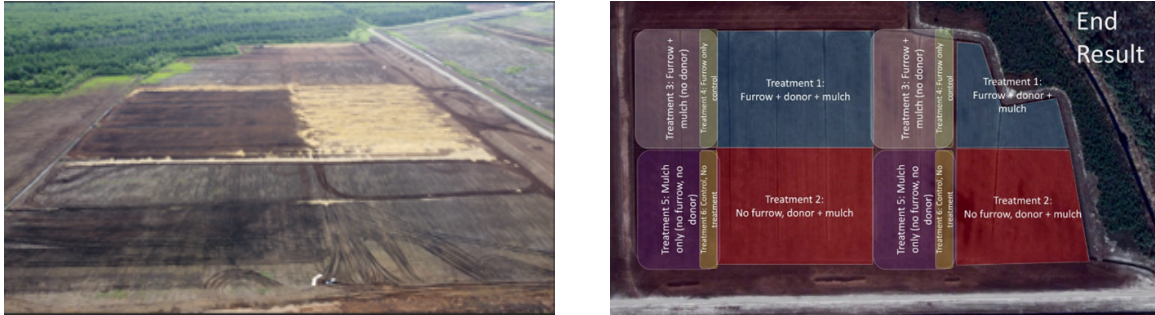 End
Result
Treatment 3: Furrow +
mulch (no donor)
Treatment 4: Furrow only
control
Treatment 1:
Furrow + donor + mulch
Treatment 3: Furrow +
mulch (no donor)
Treatment 4: Furrow only
control
Treatment 1:
Furrow + donor +
mulch
Treatment 5: Mulch
only (no furrow, no
donor)
Treatment 6: Control, No
treatment
Treatment 2:
No furrow, donor + mulch
Treatment 5: Mulch
only (no furrow, no
donor)
Treatment 6: Control, No
treatment
Treatment 2:
No furrow, donor + mulch